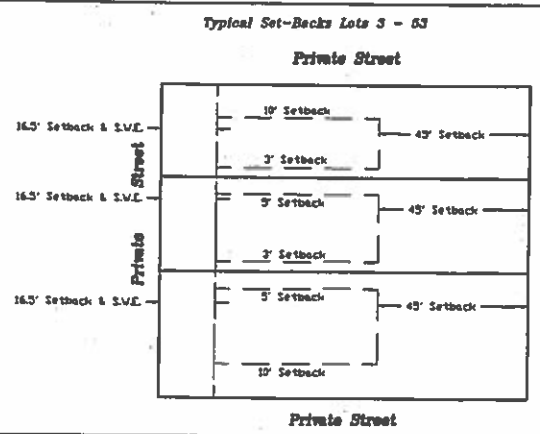 Typical Set-Backs Lots 3 - 53
Private Street
10' Setback
16.5' Setback & S.W.E.
45' Setback
3' Setback
Private Street
16.5' Setback & S.W.E.
5' Setback
45' Setback
3' Setback
16.5' Setback & S.W.E.
5' Setback
45' Setback
10' Setback
Private Street